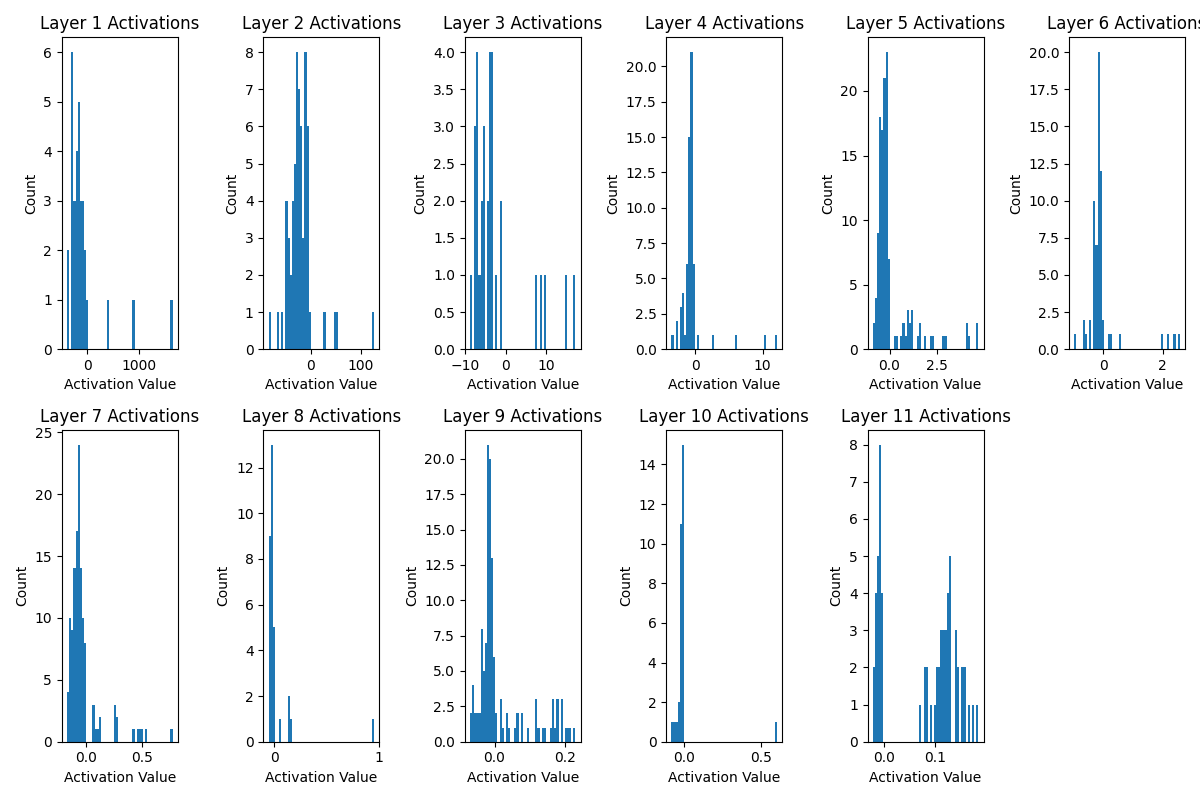 Layer 1 Activations
Count
6
5
4
3
2
1
0
0 1000
Activation Value
Layer 2 Activations
Count
8
7
6
5
4
3
2
1
0
0 100
Activation Value
Layer 3 Activations
Count
4.0
3.5
3.0
2.5
2.0
1.5
1.0
0.5
0.0
−10 0 10
Activation Value
Layer 4 Activations
Count
20.0
17.5
15.0
12.5
10.0
7.5
5.0
2.5
0.0
0 10
Activation Value
Layer 5 Activations
Count
20
15
10
5
0
0.0 2.5
Activation Value
Layer 6 Activations
Count
20.0
17.5
15.0
12.5
10.0
7.5
5.0
2.5
0.0
0 2
Activation Value
Layer 7 Activations
Count
25
20
15
10
5
0
0.0 0.5
Activation Value
Layer 8 Activations
Count
12
10
8
6
4
2
0
0 1
Activation Value
Layer 9 Activations
Count
20.0
17.5
15.0
12.5
10.0
7.5
5.0
2.5
0.0
0.0 0.2
Activation Value
Layer 10 Activations
Count
14
12
10
8
6
4
2
0
0.0 0.5
Activation Value
Layer 11 Activations
Count
8
7
6
5
4
3
2
1
0
0.0 0.1
Activation Value